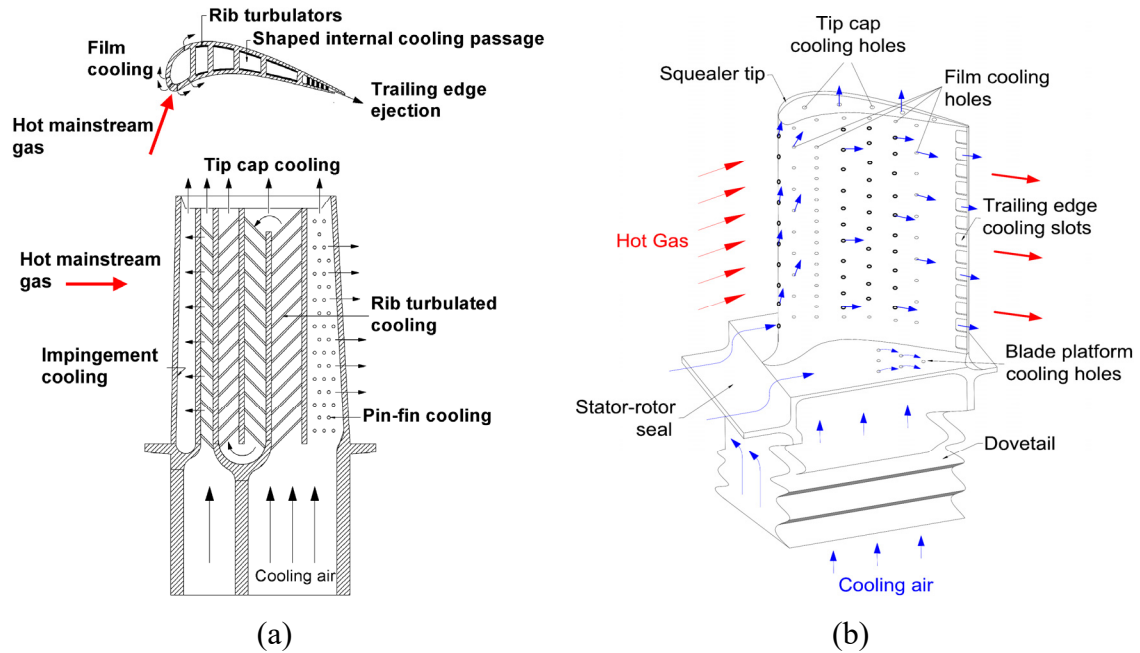 Rib turbulators
Shaped internal cooling passage
Film
cooling
Trailing edge
ejection
Hot mainstream
gas
Tip cap cooling
Hot mainstream
gas
Rib turbulated
cooling
Impingement
cooling
Pin-fin cooling
Cooling air
(a)
Tip cap
cooling holes
Squealer tip
Film cooling
holes
Hot Gas
Trailing edge
cooling slots
Blade platform
cooling holes
Stator-rotor
seal
Dovetail
Cooling air
(b)